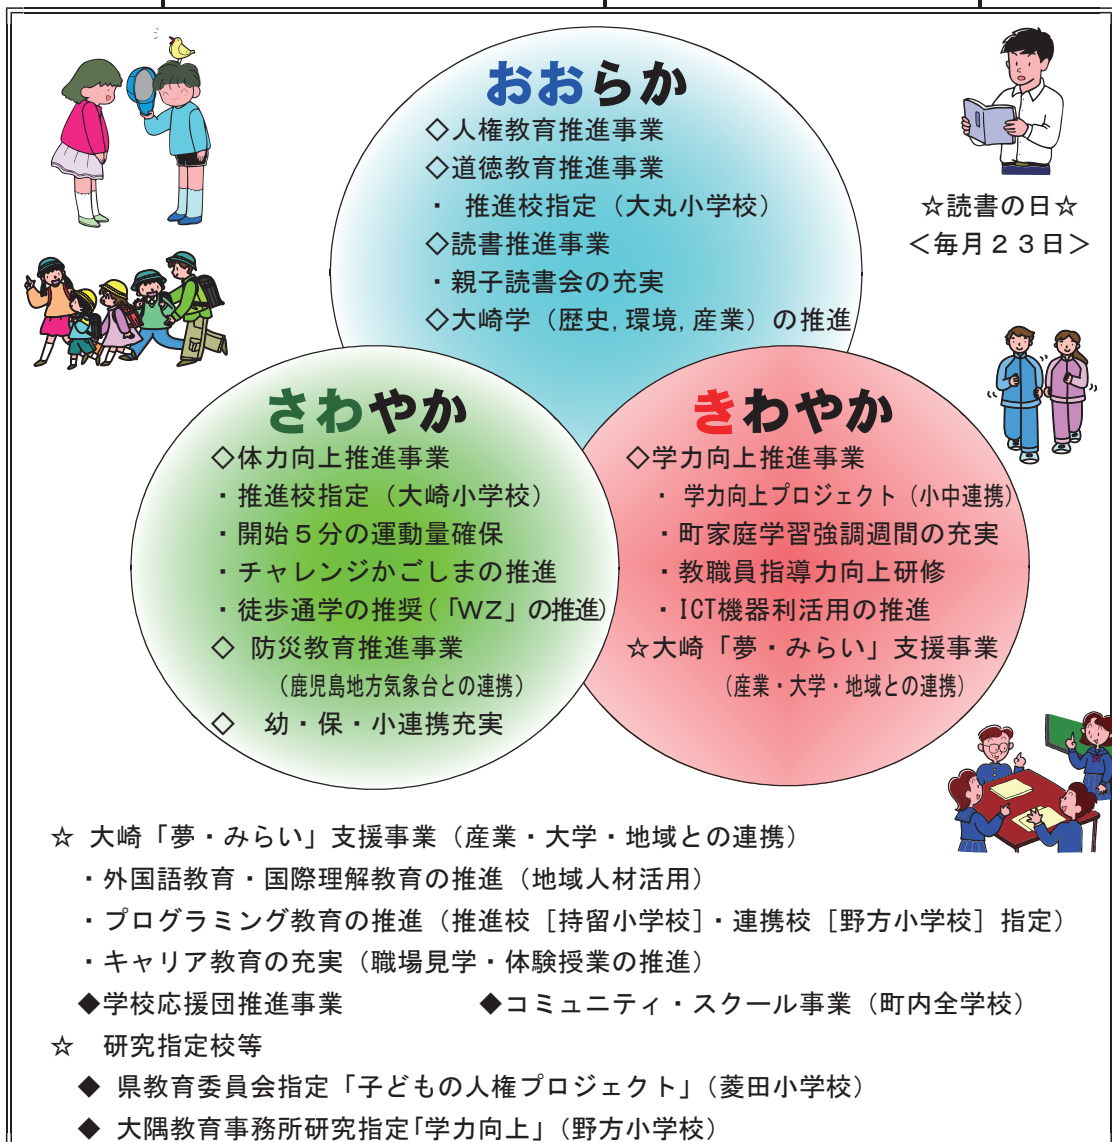 おおらか
◇人権教育推進事業
◇道徳教育推進事業
・ 推進校指定（大丸小学校）
◇読書推進事業
・親子読書会の充実
◇大崎学（歴史,環境,産業）の推進
☆読書の日☆
＜毎月２３日＞
さわやか
◇体力向上推進事業
・推進校指定（大崎小学校）
・開始５分の運動量確保
・チャレンジかごしまの推進
・徒歩通学の推奨（「ＷＺ」の推進）
◇ 防災教育推進事業
（鹿児島地方気象台との連携）
◇ 幼・保・小連携充実
きわやか
◇学力向上推進事業
・ 学力向上プロジェクト（小中連携）
・町家庭学習強調週間の充実
・教職員指導力向上研修
・ICT機器利活用の推進
☆大崎「夢・みらい」支援事業
（産業・大学・地域との連携）
☆ 大崎「夢・みらい」支援事業（産業・大学・地域との連携）
・外国語教育・国際理解教育の推進（地域人材活用）
・プログラミング教育の推進（推進校［持留小学校］・連携校［野方小学校］指定）
・キャリア教育の充実（職場見学・体験授業の推進）
◆学校応援団推進事業 ◆コミュニティ・スクール事業（町内全学校）
☆ 研究指定校等
◆ 県教育委員会指定「子どもの人権プロジェクト」（菱田小学校）
◆ 大隅教育事務所研究指定「学力向上」（野方小学校）